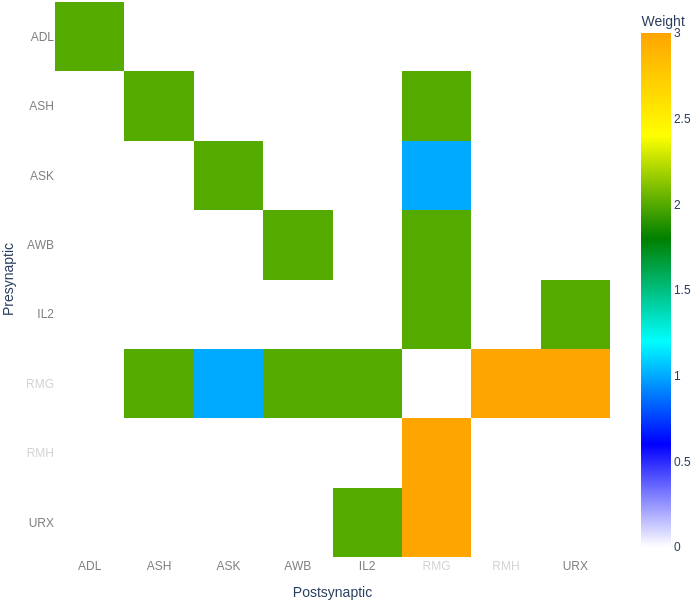 Weight
3
2.5
2
1.5
1
0.5
0
ADL
ASH
ASK
AWB
IL2
RMG
RMH
URX
Presynaptic
ADL ASH ASK AWB IL2 RMG RMH URX
Postsynaptic